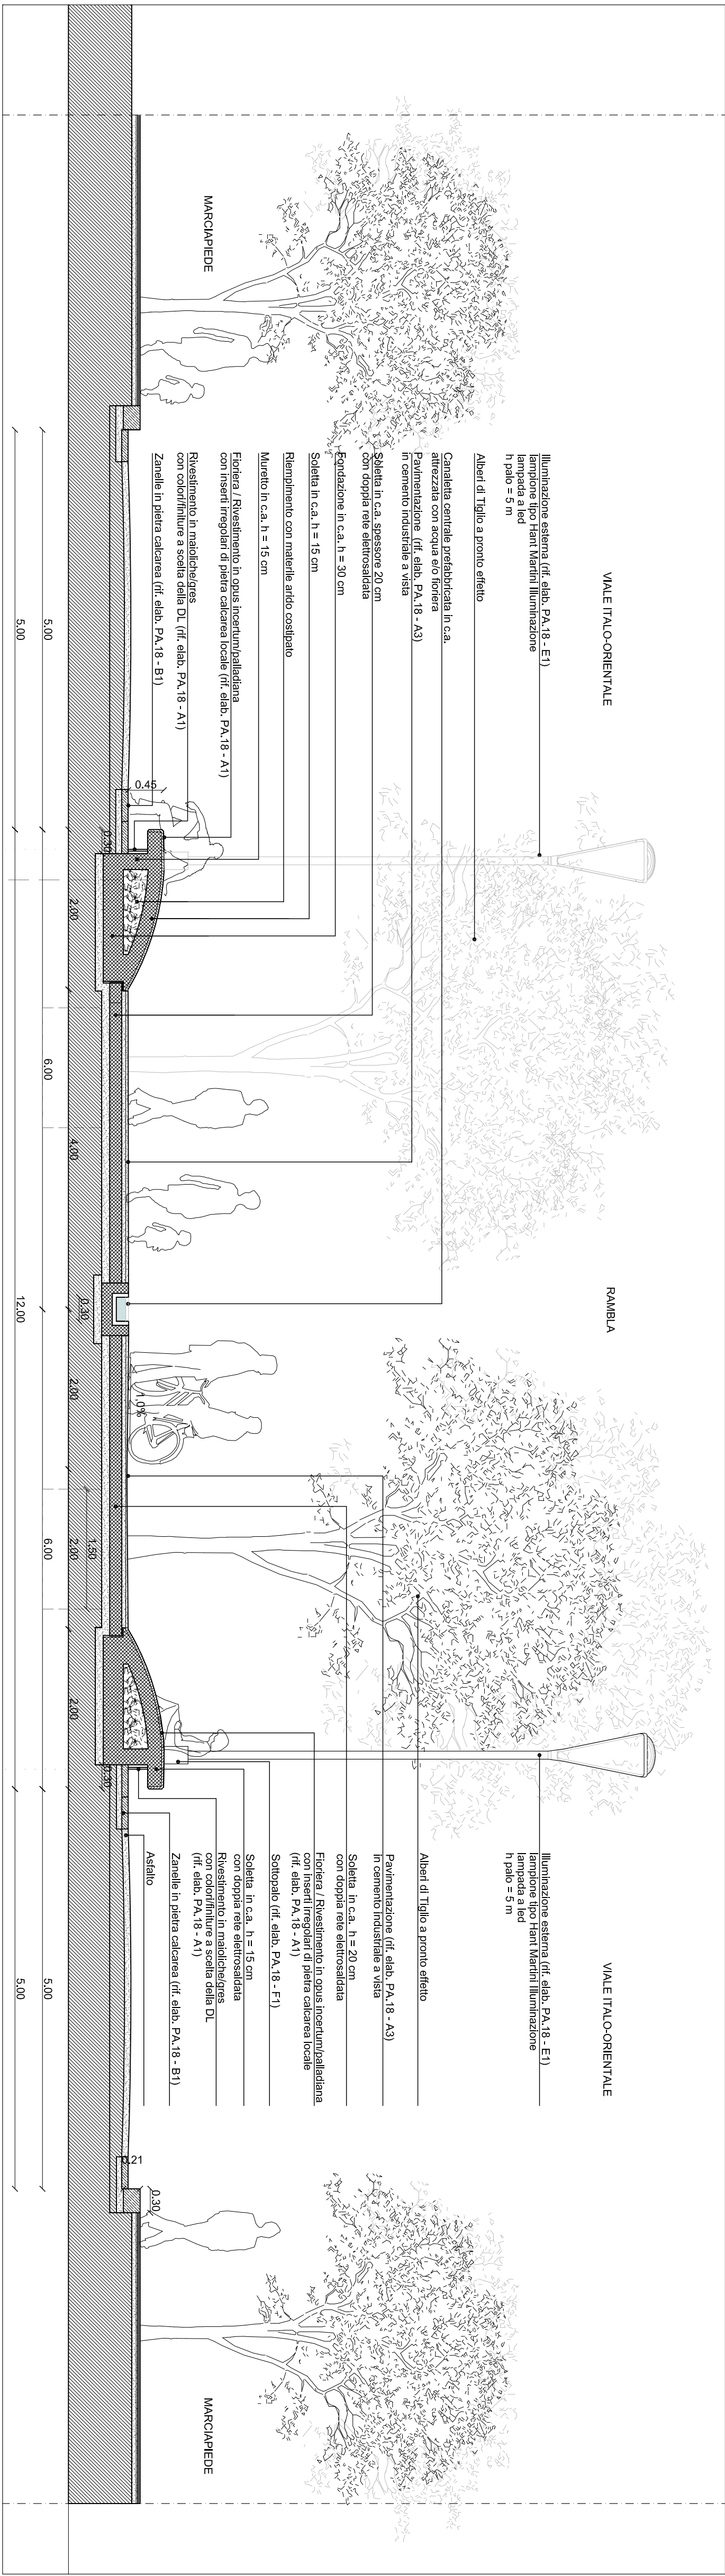 VIALE ITALO-ORIENTALE
RAMBLA
VIALE ITALO-ORIENTALE
MARCIAPIEDE
MARCIAPIEDE
Illuminazione esterna (rif. elab. PA.18 - E1)
lampione tipo Hant Martini Illuminazione
lampada a led
h palo = 5 m
Alberi di Tiglio a pronto effetto
Canaletta centrale prefabbricata in c.a.
attrezzata con acqua e/o fioriera
Pavimentazione (rif. elab. PA.18 - A3)
in cemento industriale a vista
Soletta in c.a. spessore 20 cm
con doppia rete elettrosaldata
Fondazione in c.a. h = 30 cm
Soletta in c.a. h = 15 cm
Riempimento con materile arido costipato
Muretto in c.a. h = 15 cm
Fioriera / Rivestimento in opus incertum/palladiana
con inserti irregolari di pietra calcarea locale (rif. elab. PA.18 - A1)
Rivestimento in maioliche/gres
con colori/finiture a scelta della DL (rif. elab. PA.18 - A1)
Zanelle in pietra calcarea (rif. elab. PA.18 - B1)
Illuminazione esterna (rif. elab. PA.18 - E1)
lampione tipo Hant Martini Illuminazione
lampada a led
h palo = 5 m
Alberi di Tiglio a pronto effetto
Pavimentazione (rif. elab. PA.18 - A3)
in cemento industriale a vista
Soletta in c.a. h = 20 cm
con doppia rete elettrosaldata
Fioriera / Rivestimento in opus incertum/palladiana
con inserti irregolari di pietra calcarea locale
(rif. elab. PA.18 - A1)
Sottopalo (rif. elab. PA.18 - F1)
Soletta in c.a. h = 15 cm
con doppia rete elettrosaldata
Rivestimento in maioliche/gres
con colori/finiture a scelta della DL
(rif. elab. PA.18 - A1)
Zanelle in pietra calcarea (rif. elab. PA.18 - B1)
Asfalto
0.45
1,0%
0.21
0.30
0.30
0.30
0.30
1,50
2,00
4,00
2,00
2,00
2,00
5,00
6,00
6,00
5,00
5,00
12,00
5,00